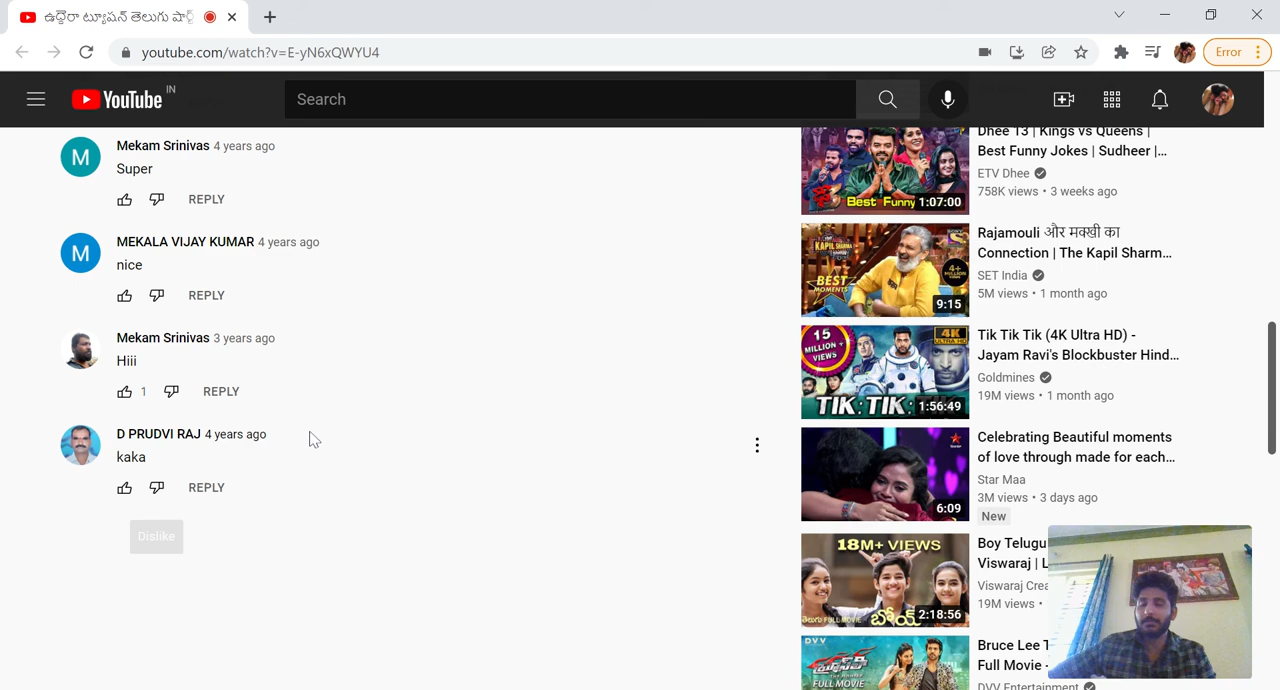 ఉద్దెరా ట్యూషన్ తెలుగు షార్ట్
youtube.com/watch?v=E-yN6xQWYU4
Error
YouTube IN
Search
Mekam Srinivas 4 years ago
Super
REPLY
MEKALA VIJAY KUMAR 4 years ago
nice
REPLY
Mekam Srinivas 3 years ago
Hiii
1 REPLY
D PRUDVI RAJ 4 years ago
kaka
REPLY
Dislike
Best Funny 1:07:00
Dhee 13 | Kings vs Queens |
Best Funny Jokes | Sudheer |...
ETV Dhee
758K views • 3 weeks ago
BEST
MOMENTS
4+
9:15
Rajamouli और मक्खी का
Connection | The Kapil Sharm...
SET India
5M views • 1 month ago
15
MILLION +
VIEWS
4K
ULTRA HD
TIK:TIK:
1:56:49
Tik Tik Tik (4K Ultra HD) -
Jayam Ravi's Blockbuster Hind...
Goldmines
19M views • 1 month ago
6:09
Celebrating Beautiful moments
of love through made for each...
Star Maa
3M views • 3 days ago
New
18M+ VIEWS
బోయ్
2:18:56
Boy Telugu
Viswaraj | L
Viswaraj Crea
19M views •
DVV
FULL MOVIE
Bruce Lee T
Full Movie -
DVV Entertainment